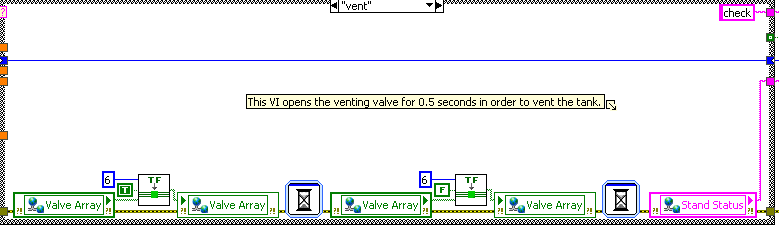 "vent"
check
This VI opens the venting valve for 0.5 seconds in order to vent the tank.
6
T F
6
T F
T
F
Valve Array
Valve Array
Valve Array
Valve Array
Stand Status